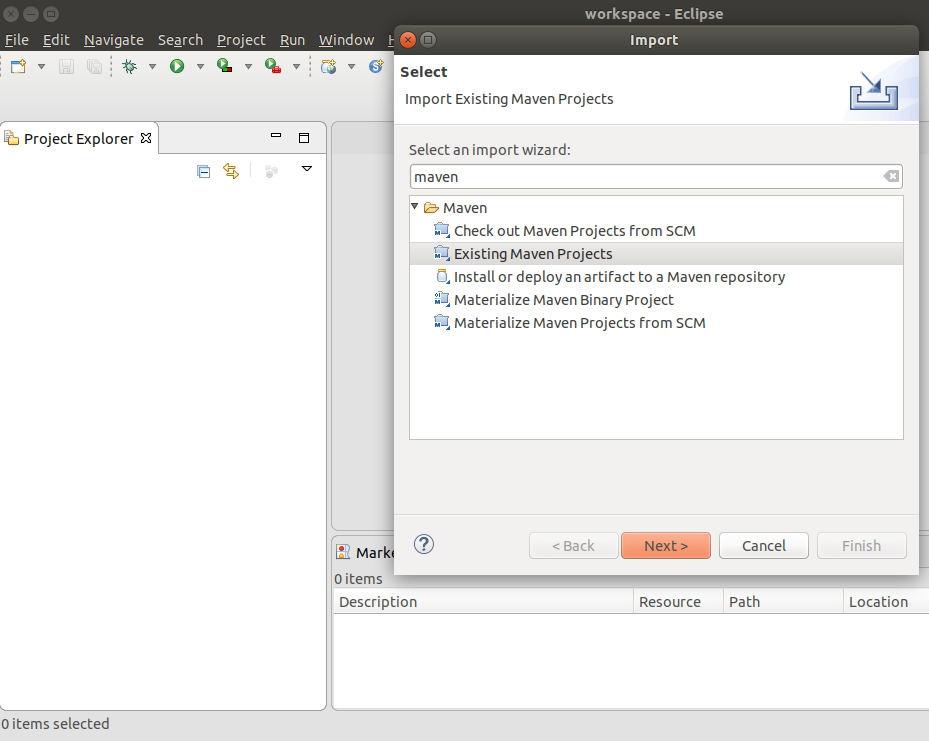 workspace - Eclipse
File Edit Navigate Search Project Run Window
Import
Select
Import Existing Maven Projects
Project Explorer
Select an import wizard:
maven
Maven
Check out Maven Projects from SCM
Existing Maven Projects
Install or deploy an artifact to a Maven repository
Materialize Maven Binary Project
Materialize Maven Projects from SCM
< Back Next > Cancel Finish
Marke
0 items
Description Resource Path Location
0 items selected